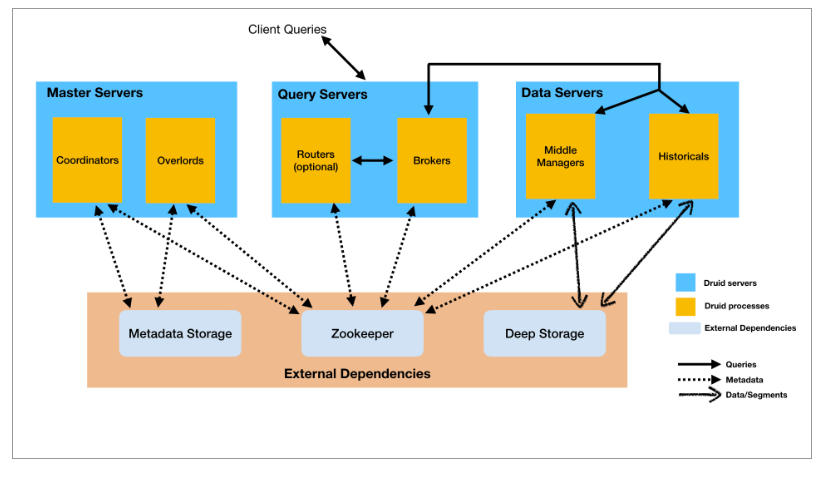 Client Queries
Master Servers
Query Servers
Data Servers
Coordinators
Overlords
Routers
(optional)
Brokers
Middle
Managers
Historicals
Metadata Storage
Zookeeper
Deep Storage
External Dependencies
Druid servers
Druid processes
External Dependencies
Queries
Metadata
Data/Segments